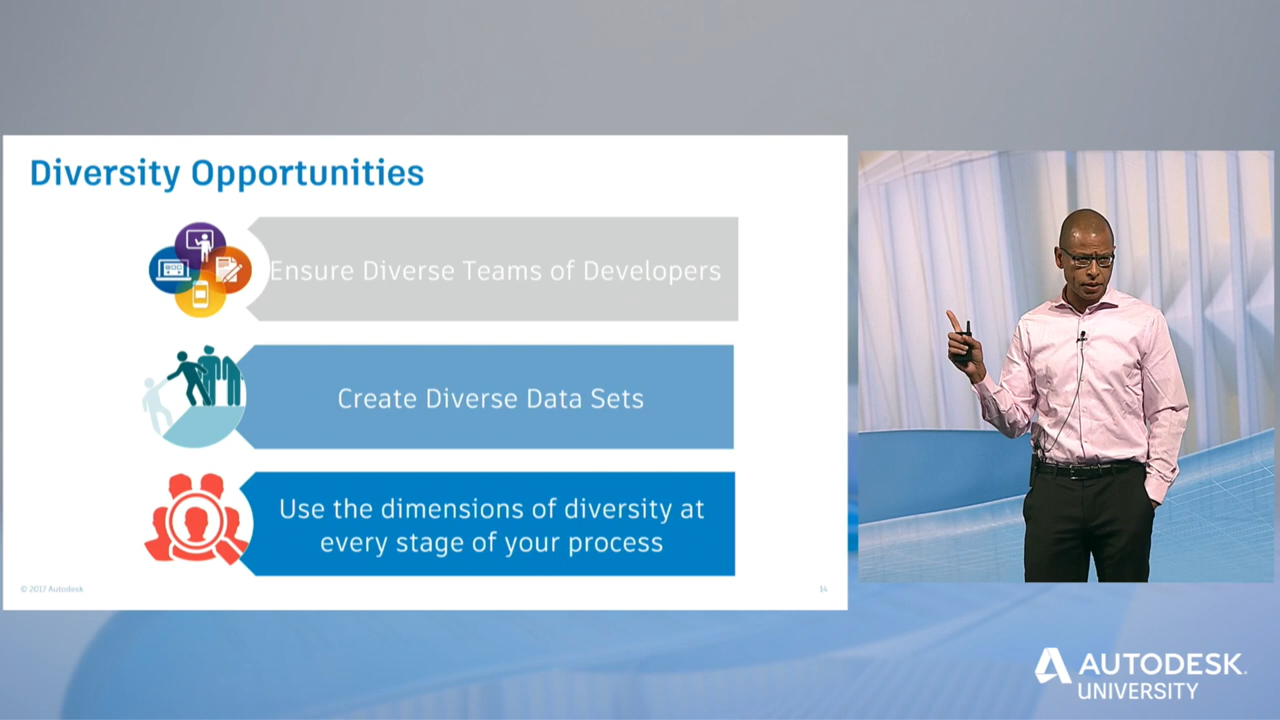 Diversity Opportunities
Ensure Diverse Teams of Developers
Create Diverse Data Sets
Use the dimensions of diversity at
every stage of your process
© 2017 Autodesk
14
AUTODESK
UNIVERSITY